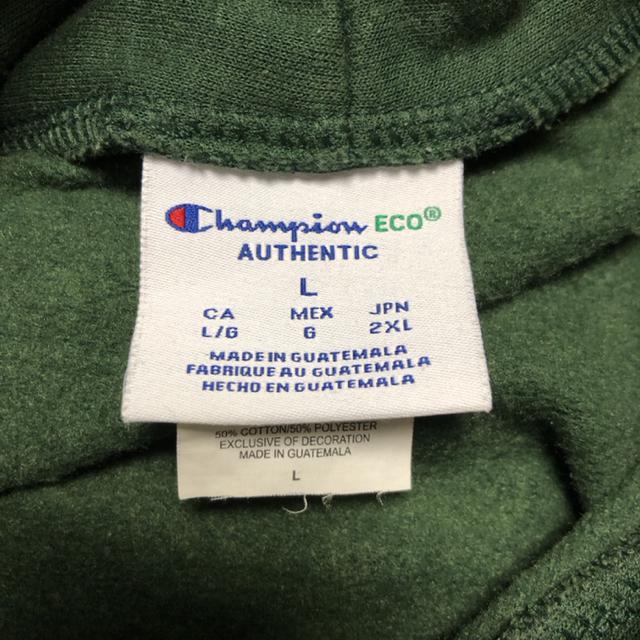 Champion ECO®
AUTHENTIC
L
CA MEX JPN
L/G G 2XL
MADE IN GUATEMALA
FABRIQUE AU GUATEMALA
HECHO EN GUATEMALA
50% COTTON/50% POLYESTER
EXCLUSIVE OF DECORATION
MADE IN GUATEMALA
L